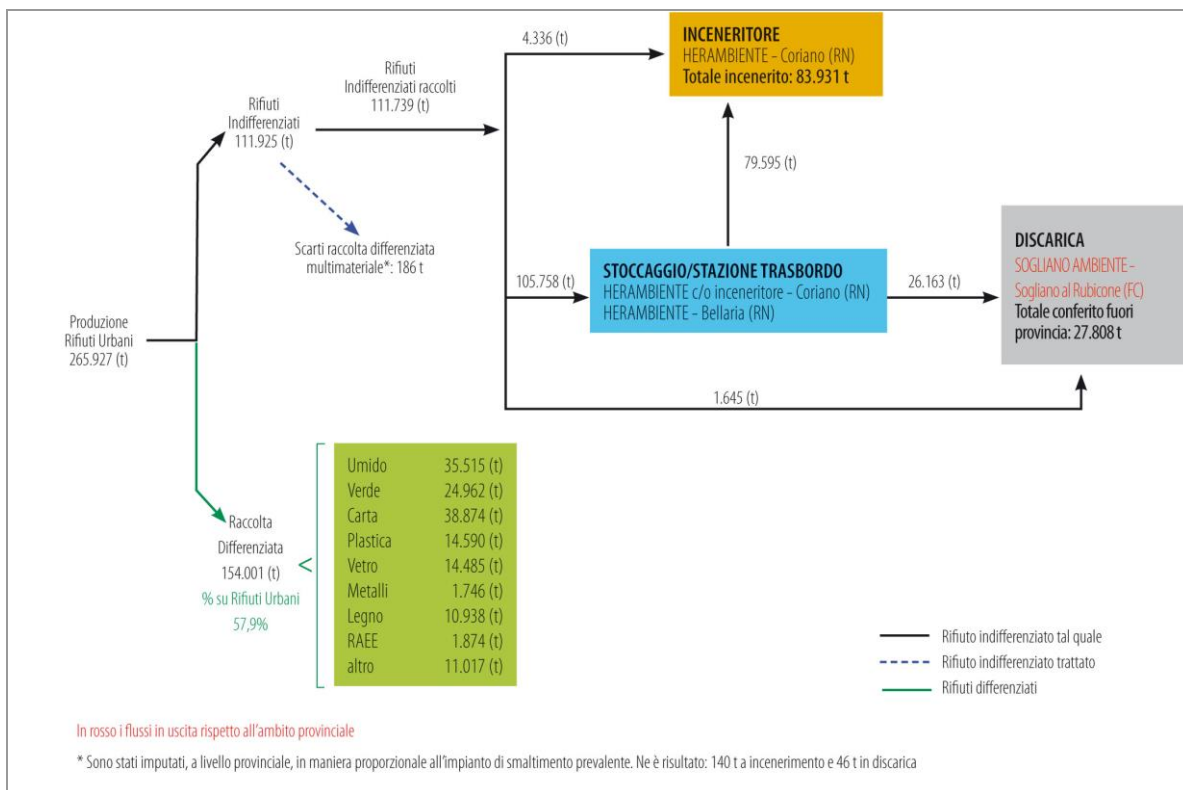 4.336 (t)
INCENERITORE
HERAMBIENTE - Coriano (RN)
Totale incenerito: 83.931 t
Rifiuti
Indifferenziati raccolti
111.739 (t)
Rifiuti
Indifferenziati
111.925 (t)
79.595 (t)
Scarti raccolta differenziata
multimateriale*: 186 t
105.758 (t)
STOCCAGGIO/STAZIONE TRASBORDO
HERAMBIENTE c/o inceneritore - Coriano (RN)
HERAMBIENTE - Bellaria (RN)
26.163 (t)
DISCARICA
SOGLIANO AMBIENTE -
Sogliano al Rubicone (FC)
Totale conferito fuori
provincia: 27.808 t
Produzione
Rifiuti Urbani
265.927 (t)
1.645 (t)
Raccolta
Differenziata
154.001 (t)
% su Rifiuti Urbani
57,9%
Umido 35.515 (t)
Verde 24.962 (t)
Carta 38.874 (t)
Plastica 14.590 (t)
Vetro 14.485 (t)
Metalli 1.746 (t)
Legno 10.938 (t)
RAEE 1.874 (t)
altro 11.017 (t)
Rifiuto indifferenziato tal quale
Rifiuto indifferenziato trattato
Rifiuti differenziati
In rosso i flussi in uscita rispetto all'ambito provinciale
* Sono stati imputati, a livello provinciale, in maniera proporzionale all'impianto di smaltimento prevalente. Ne è risultato: 140 t a incenerimento e 46 t in discarica